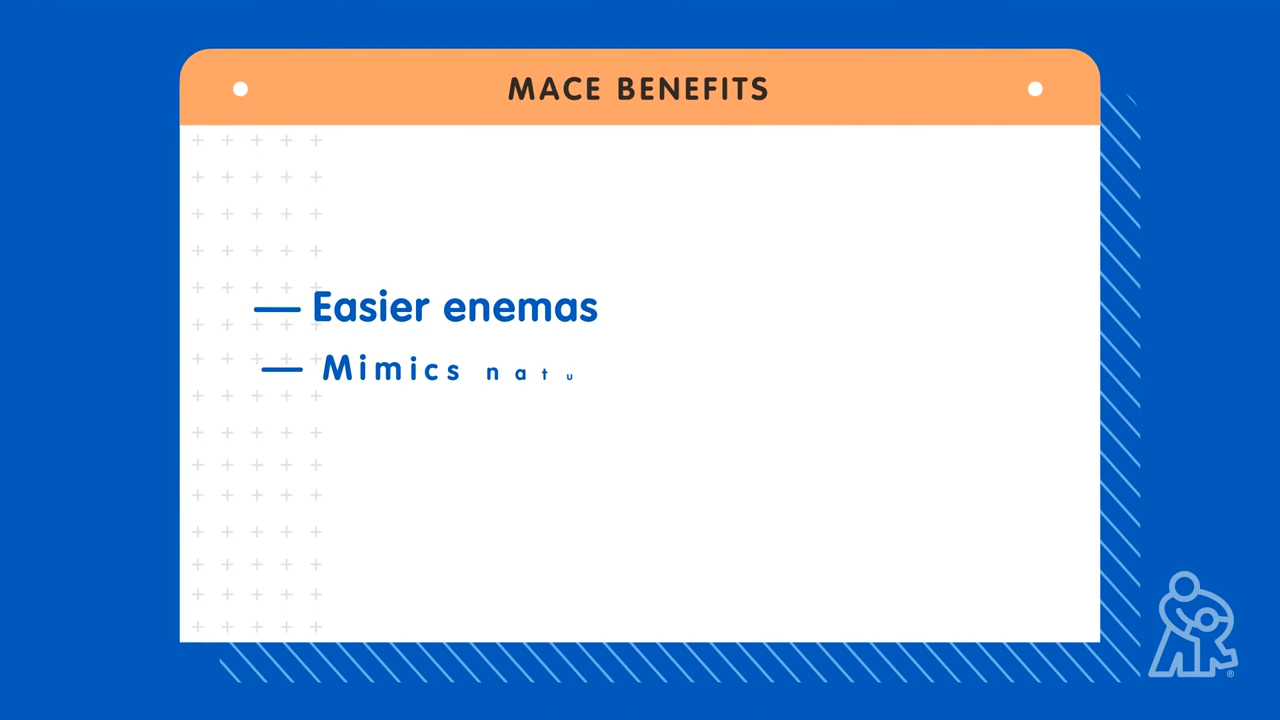 MACE BENEFITS
— Easier enemas
— Mimics natu
®